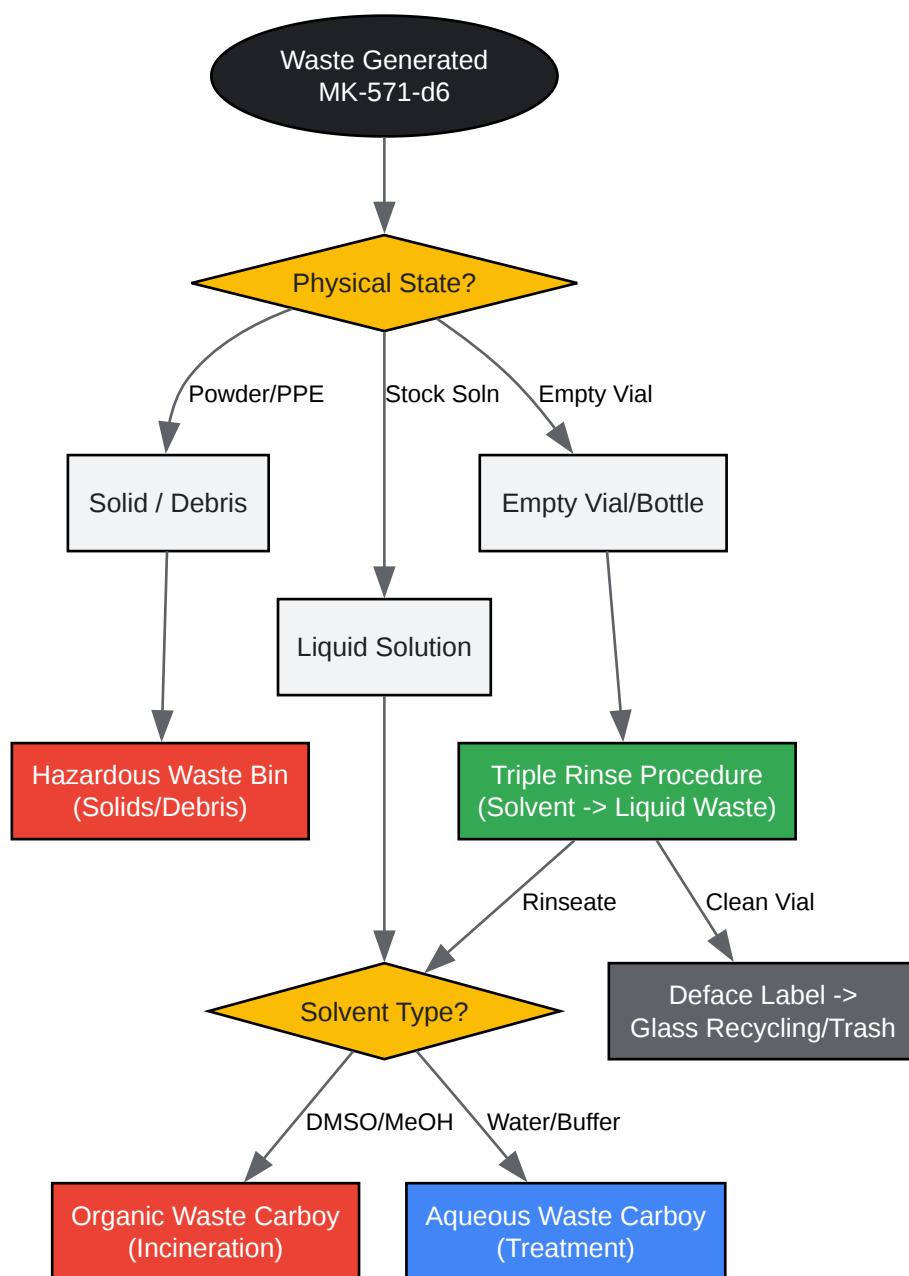 Waste Generated
MK-571-d6
Physical State?
Powder/PPE
Stock Soln
Empty Vial
Solid / Debris
Empty Vial/Bottle
Liquid Solution
Hazardous Waste Bin
(Solids/Debris)
Triple Rinse Procedure
(Solvent -> Liquid Waste)
Rinseate
Clean Vial
Solvent Type?
Deface Label ->
Glass Recycling/Trash
DMSO/MeOH
Water/Buffer
Organic Waste Carboy
(Incineration)
Aqueous Waste Carboy
(Treatment)